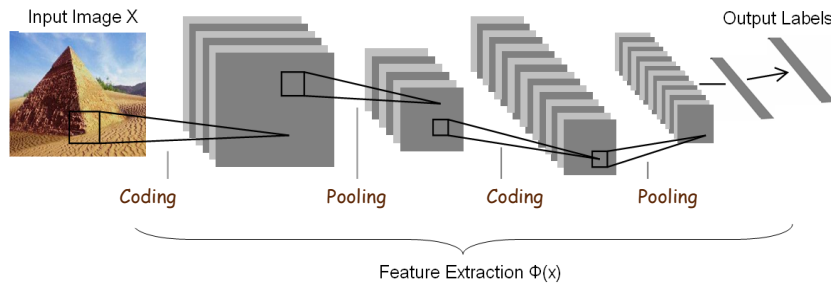 Input Image X
Output Labels
Coding
Pooling
Coding
Pooling
Feature Extraction Φ(x)